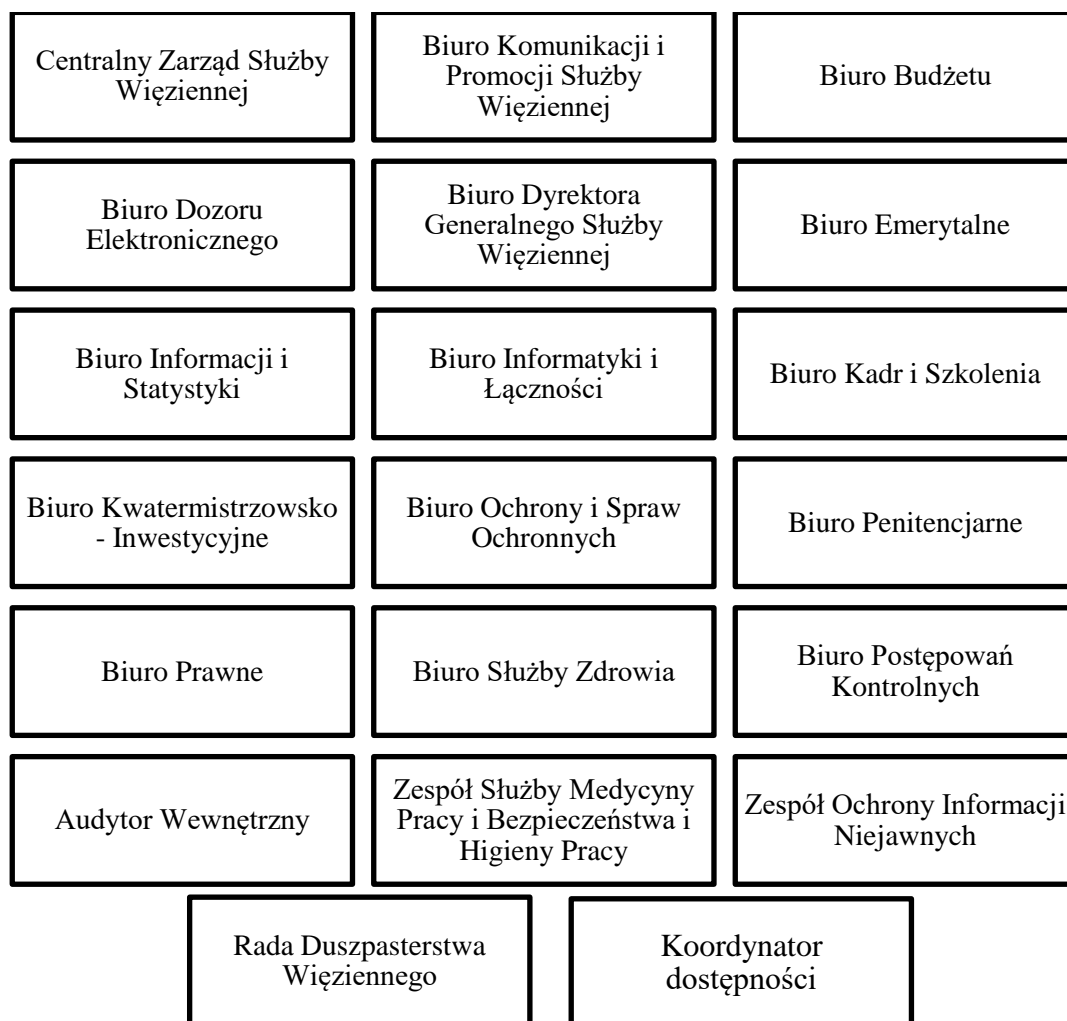 Centralny Zarząd Służby
Więziennej
Biuro Komunikacji i
Promocji Służby
Więziennej
Biuro Budżetu
Biuro Dozoru
Elektronicznego
Biuro Dyrektora
Generalnego Służby
Więziennej
Biuro Emerytalne
Biuro Informacji i
Statystyki
Biuro Informatyki i
Łączności
Biuro Kadr i Szkolenia
Biuro Kwatermistrzowsko
- Inwestycyjne
Biuro Ochrony i Spraw
Ochronnych
Biuro Penitencjarne
Biuro Prawne
Biuro Służby Zdrowia
Biuro Postępowań
Kontrolnych
Audytor Wewnętrzny
Zespół Służby Medycyny
Pracy i Bezpieczeństwa i
Higieny Pracy
Zespół Ochrony Informacji
Niejawnych
Rada Duszpasterstwa
Więziennego
Koordynator
dostępności